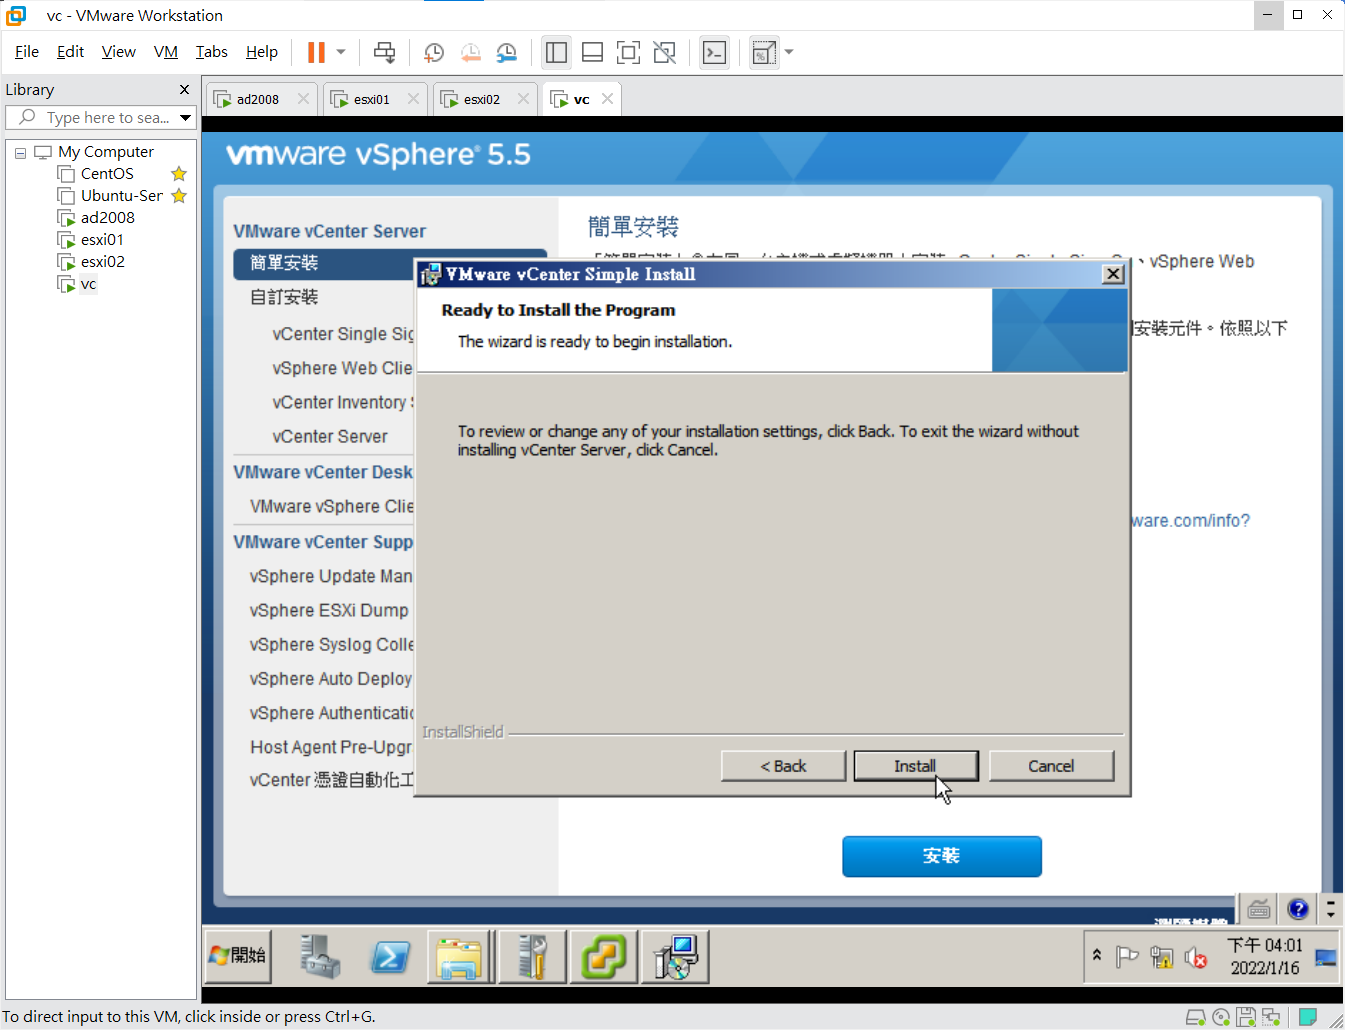 vc - VMware Workstation
File Edit View VM Tabs Help
Library
Type here to sea...
My Computer
CentOS
Ubuntu-Ser
ad2008
esxi01
esxi02
vc
ad2008
esxi01
esxi02
vc
vmware vSphere® 5.5
VMware vCenter Server
簡單安裝
自訂安裝
vCenter Single Sig
vSphere Web Clie
vCenter Inventory
vCenter Server
VMware vCenter Desk
VMware vSphere Clie
VMware vCenter Supp
vSphere Update Man
vSphere ESXi Dump
vSphere Syslog Colle
vSphere Auto Deploy
vSphere Authenticatio
Host Agent Pre-Upgr
vCenter 憑證自動化工
簡單安裝
、vSphere Web
安裝元件。依照以下
ware.com/info?
VMware vCenter Simple Install
Ready to Install the Program
The wizard is ready to begin installation.
To review or change any of your installation settings, click Back. To exit the wizard without
installing vCenter Server, click Cancel.
InstallShield
< Back
Install
Cancel
安裝
開始
下午 04:01
2022/1/16
To direct input to this VM, click inside or press Ctrl+G.